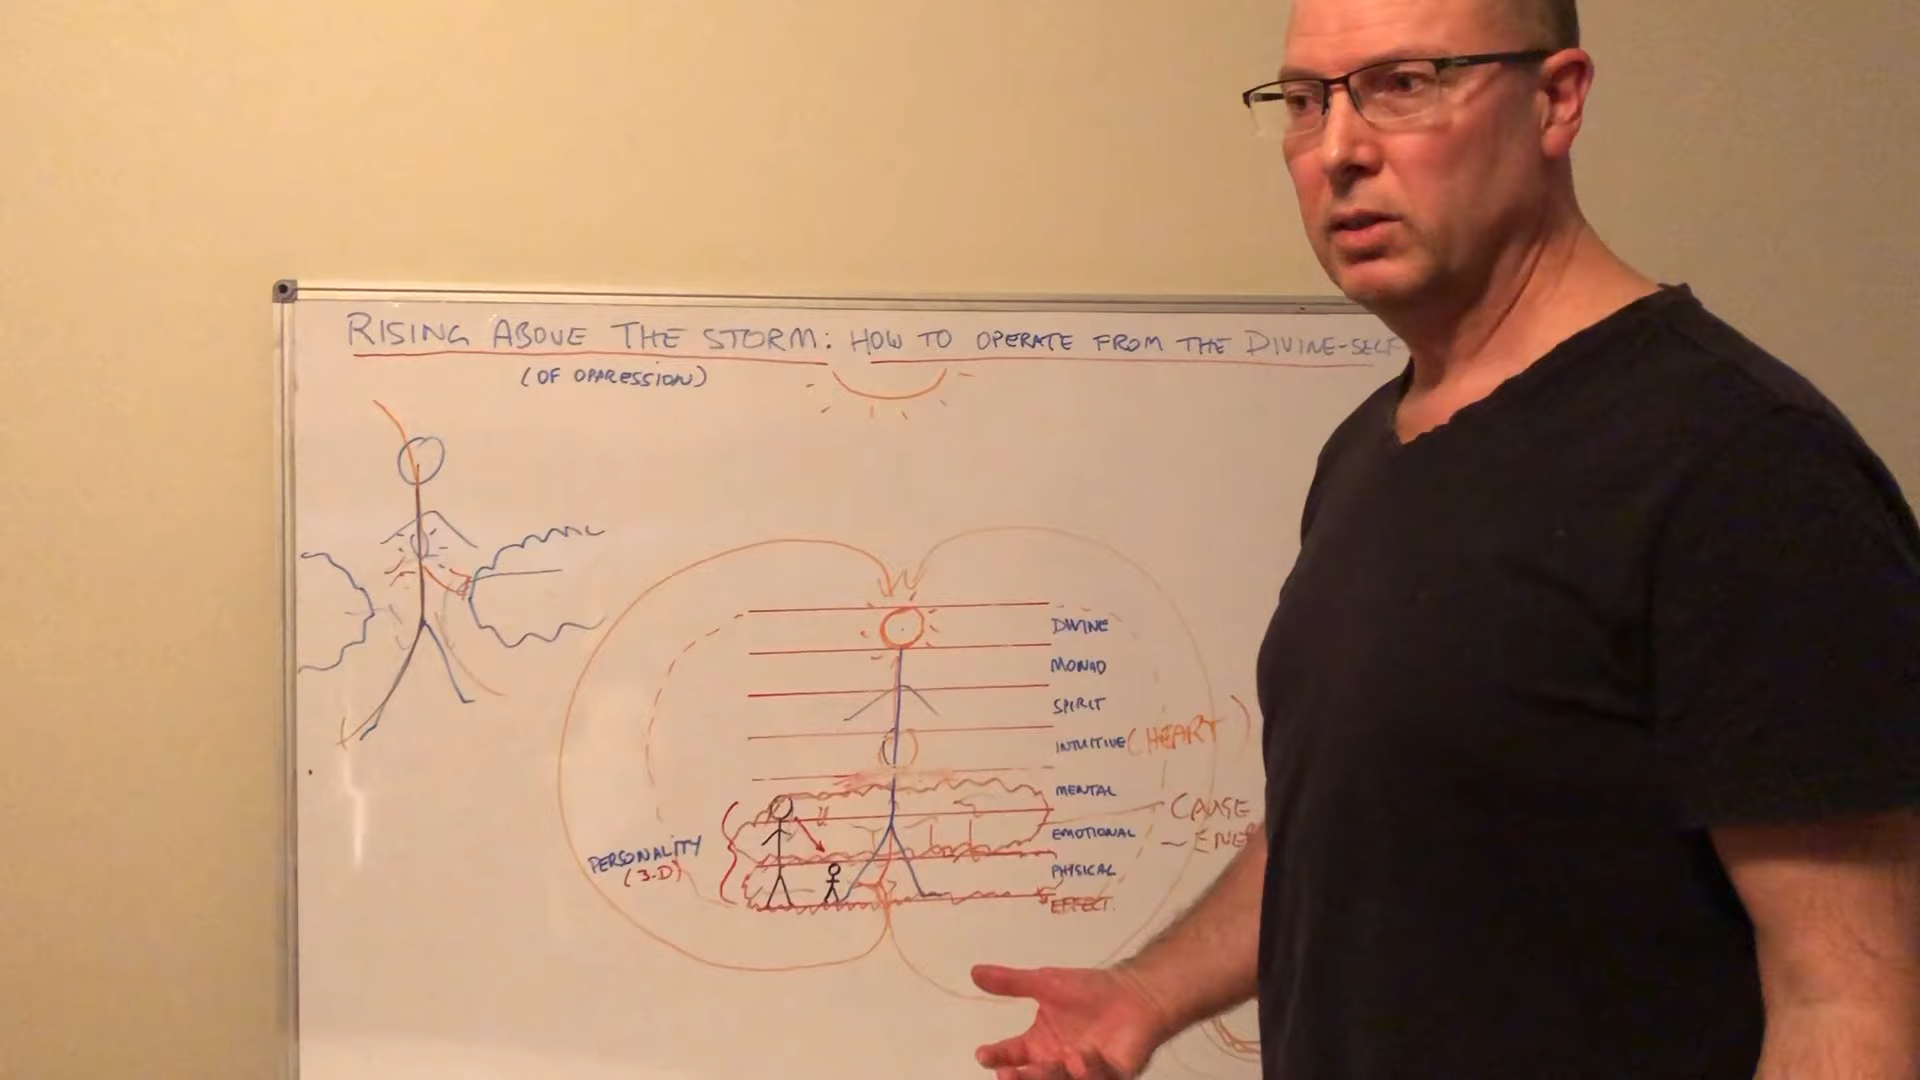 RISING ABOVE THE STORM: HOW TO OPERATE FROM THE DIVINE-SELF
(OF OPPRESSION)
DIVINE
MONAD
SPIRIT
INTUITIVE (HEART)
MENTAL
CAUSE
EMOTIONAL
PERSONALITY
(3-D)
PHYSICAL
EFFECT.